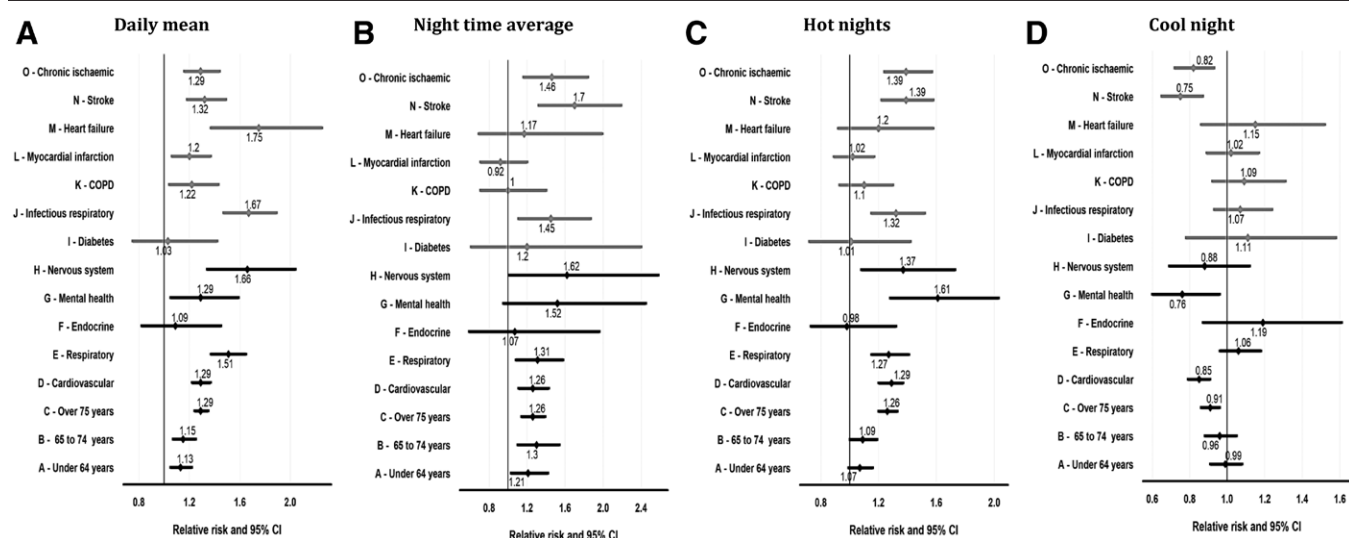 A
Daily mean
O - Chronic ischaemic
1.29
N - Stroke
1.32
M - Heart failure
1.75
L - Myocardial infarction
1.2
K - COPD
1.22
J - Infectious respiratory
1.67
I - Diabetes
1.03
H - Nervous system
1.66
G - Mental health
1.29
F - Endocrine
1.09
E - Respiratory
1.51
D - Cardiovascular
1.29
C - Over 75 years
1.29
B - 65 to 74 years
1.15
A - Under 64 years
1.13
0.8 1.2 1.6 2.0
Relative risk and 95% CI
B
Night time average
O - Chronic ischaemic
1.46
N - Stroke
1.7
M - Heart failure
1.17
L - Myocardial infarction
0.92
K - COPD
1
J - Infectious respiratory
1.45
I - Diabetes
1.2
H - Nervous system
1.62
G - Mental health
1.52
F - Endocrine
1.07
E - Respiratory
1.31
D - Cardiovascular
1.26
C - Over 75 years
1.26
B - 65 to 74 years
1.3
A - Under 64 years
1.21
0.8 1.2 1.6 2.0 2.4
Relative risk and 95% CI
C
Hot nights
O - Chronic ischaemic
1.39
N - Stroke
1.39
M - Heart failure
1.2
L - Myocardial infarction
1.02
K - COPD
1.1
J - Infectious respiratory
1.32
I - Diabetes
1.01
H - Nervous system
1.37
G - Mental health
1.61
F - Endocrine
0.98
E - Respiratory
1.27
D - Cardiovascular
1.29
C - Over 75 years
1.26
B - 65 to 74 years
1.09
A - Under 64 years
1.07
0.8 1.2 1.6 2.0
Relative risk and 95% CI
D
Cool night
O - Chronic ischaemic
0.82
N - Stroke
0.75
M - Heart failure
1.15
L - Myocardial infarction
1.02
K - COPD
1.09
J - Infectious respiratory
1.07
I - Diabetes
1.11
H - Nervous system
0.88
G - Mental health
0.76
F - Endocrine
1.19
E - Respiratory
1.06
D - Cardiovascular
0.85
C - Over 75 years
0.91
B - 65 to 74 years
0.96
A - Under 64 years
0.99
0.6 0.8 1.0 1.2 1.4 1.6
Relative risk and 95% CI